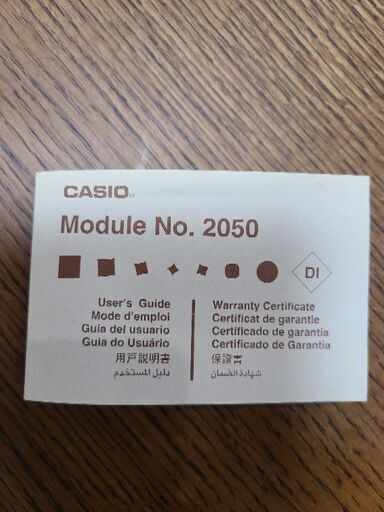 CASIO®
Module No. 2050
DI
User's Guide
Mode d'emploi
Guía del usuario
Guia do Usuário
用戸説明書
دليل المستخدم
Warranty Certificate
Certificat de garantie
Certificado de garantía
Certificado de Garantia
保證書
شهادة الضمان